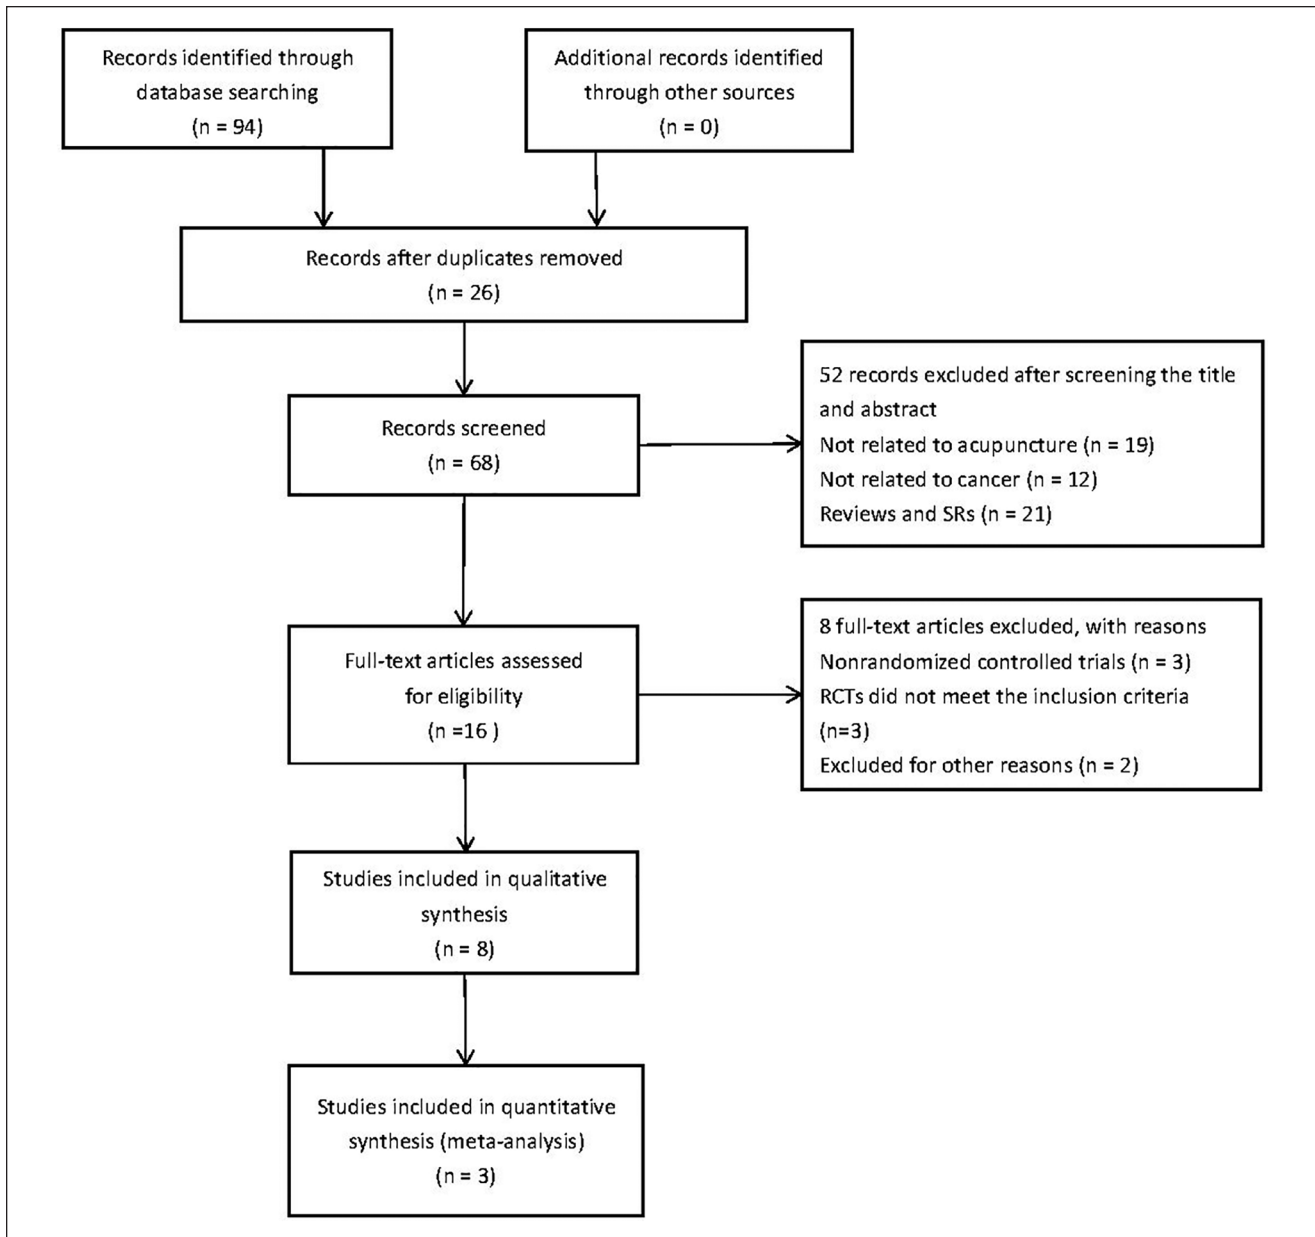 Records identified through
database searching
(n = 94)
Additional records identified
through other sources
(n = 0)
Records after duplicates removed
(n = 26)
Records screened
(n = 68)
52 records excluded after screening the title
and abstract
Not related to acupuncture (n = 19)
Not related to cancer (n = 12)
Reviews and SRs (n = 21)
Full-text articles assessed
for eligibility
(n =16 )
8 full-text articles excluded, with reasons
Nonrandomized controlled trials (n = 3)
RCTs did not meet the inclusion criteria
(n=3)
Excluded for other reasons (n = 2)
Studies included in qualitative
synthesis
(n = 8)
Studies included in quantitative
synthesis (meta-analysis)
(n = 3)